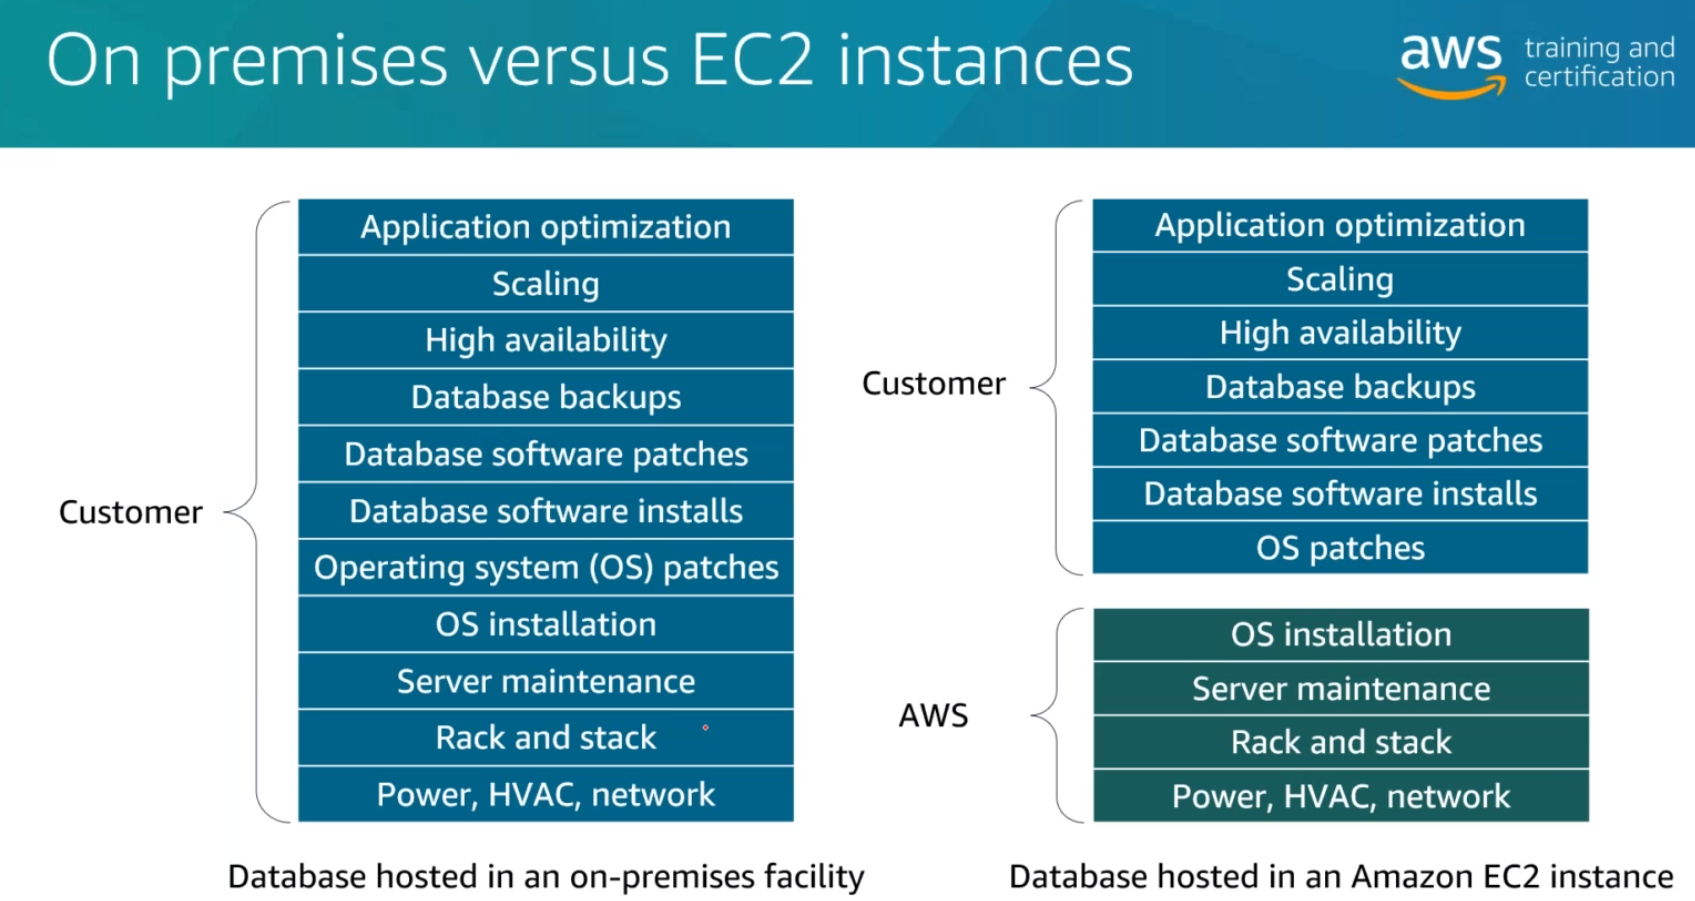 On premises versus EC2 instances
aws training and certification
Customer
Application optimization
Scaling
High availability
Database backups
Database software patches
Database software installs
Operating system (OS) patches
OS installation
Server maintenance
Rack and stack
Power, HVAC, network
Database hosted in an on-premises facility
Customer
Application optimization
Scaling
High availability
Database backups
Database software patches
Database software installs
OS patches
AWS
OS installation
Server maintenance
Rack and stack
Power, HVAC, network
Database hosted in an Amazon EC2 instance